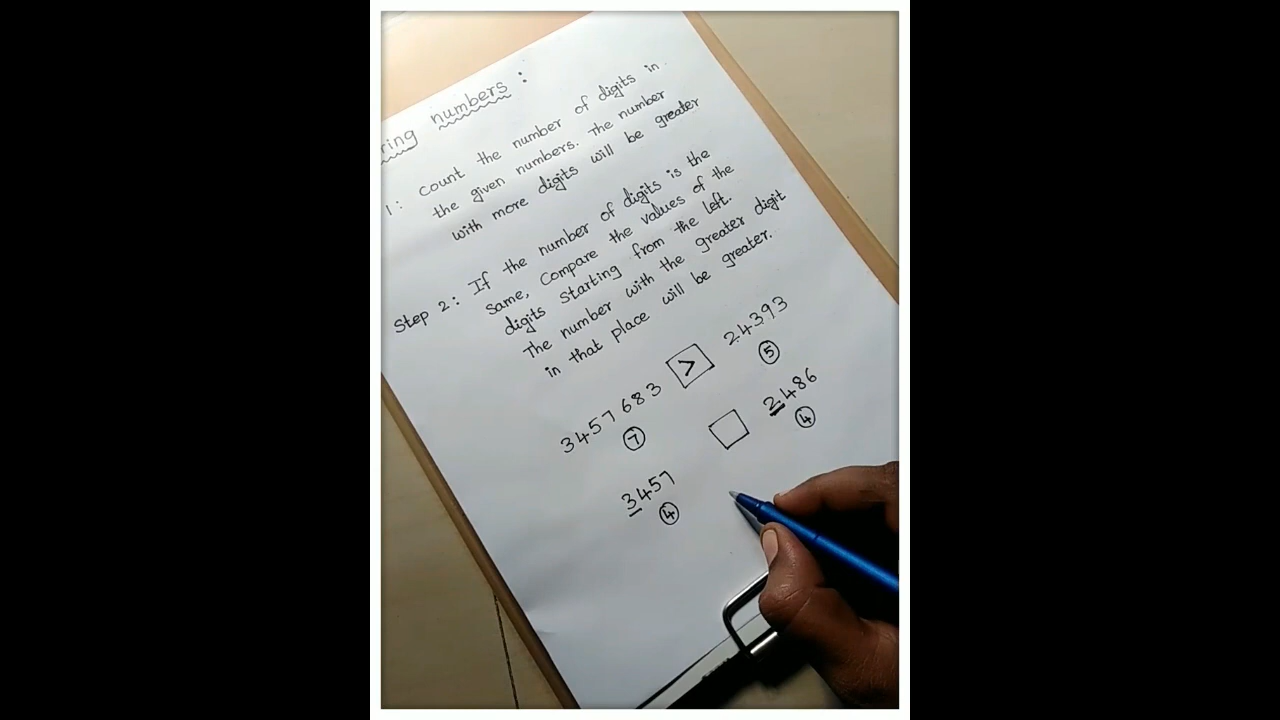 ring numbers :
1 : Count the number of digits in
the given numbers. The number
with more digits will be greater
Step 2 : If the number of digits is the
same, Compare the values of the
digits starting from the left.
The number with the greater digit
in that place will be greater.
3457683 > 24393
7 5
3457 2486
4 4